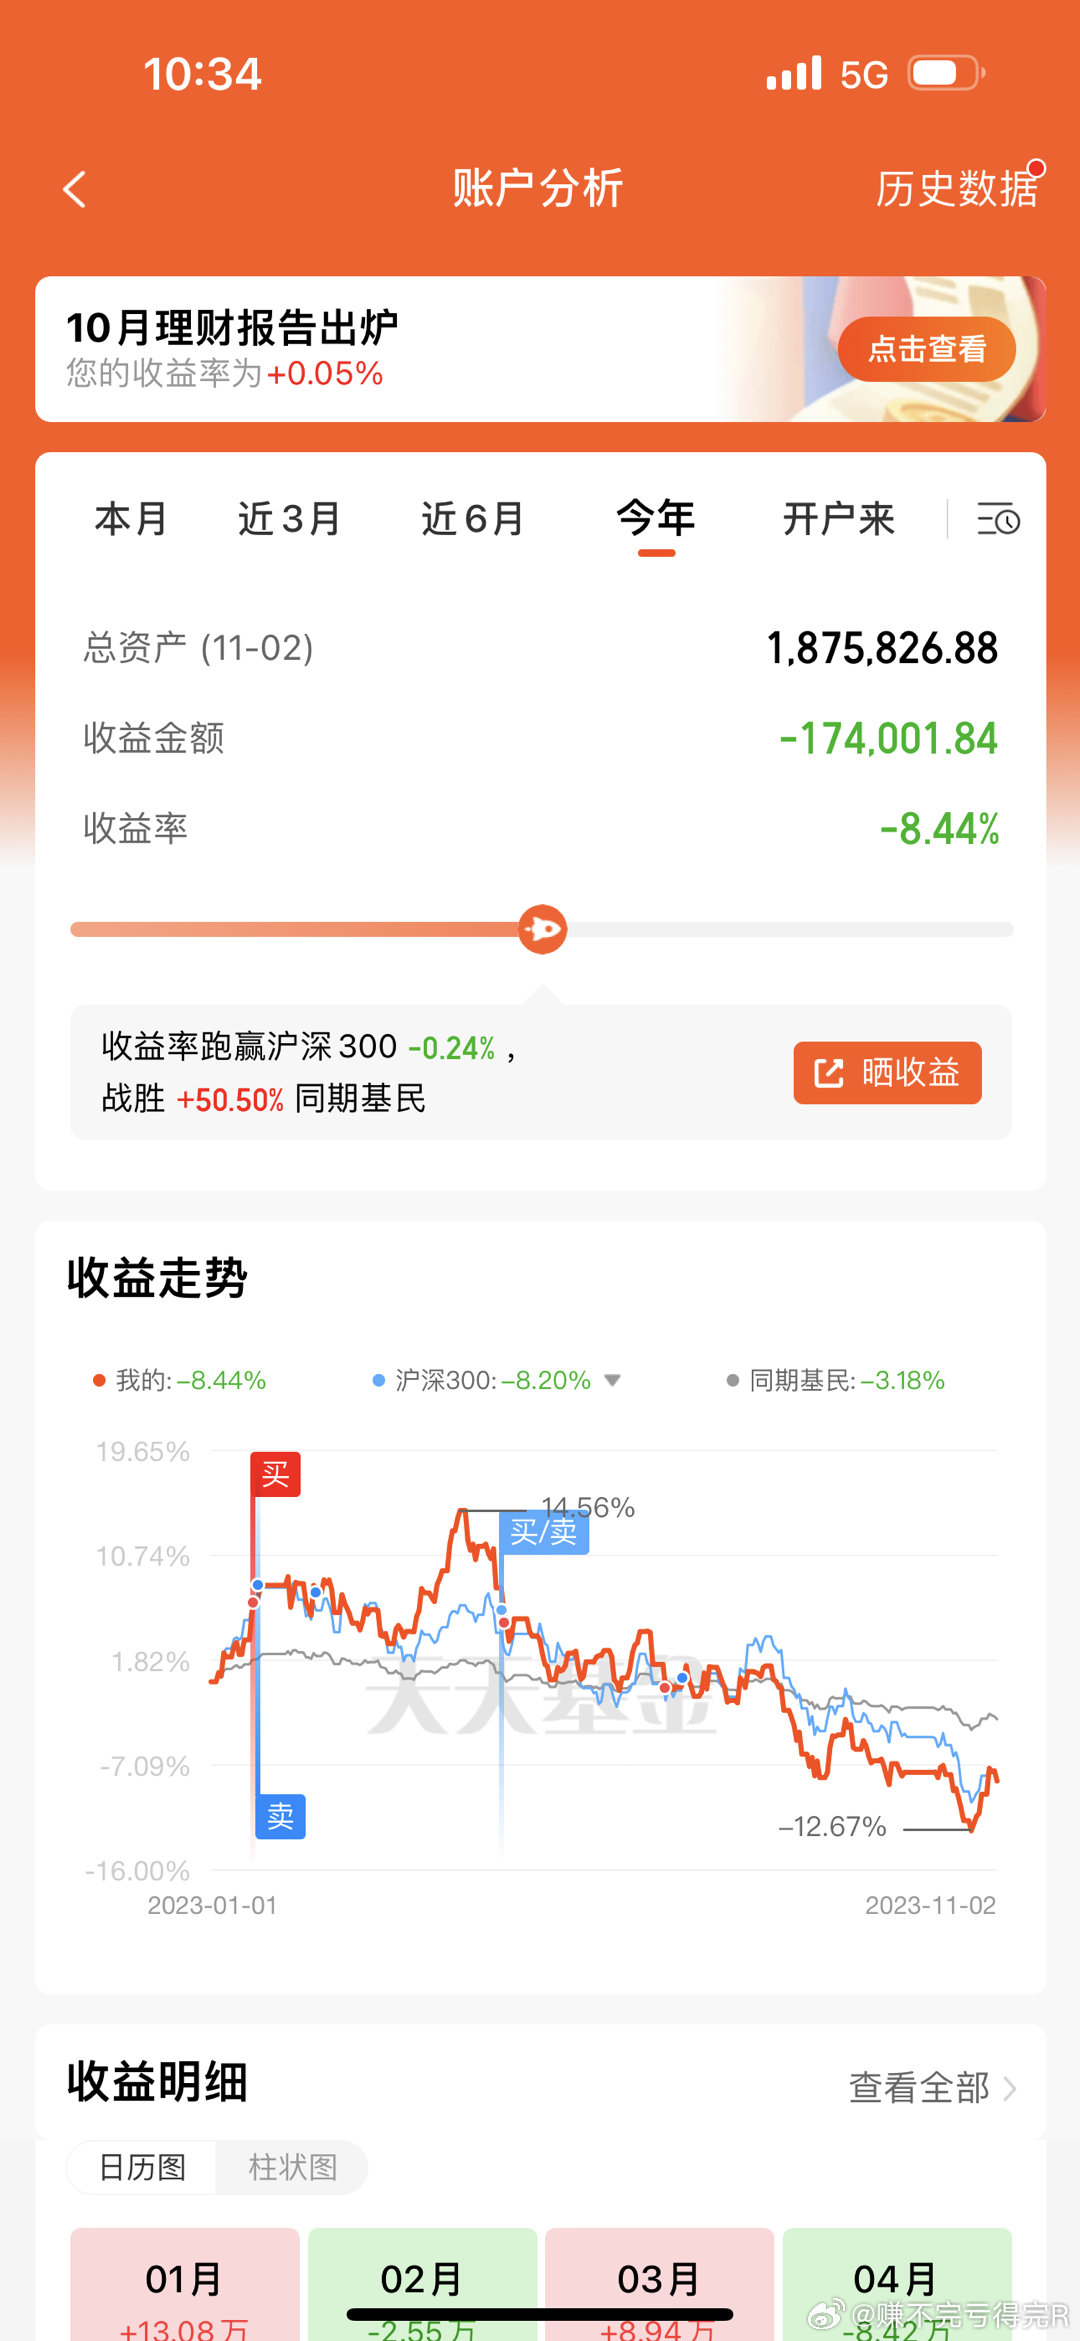 10:34
5G
账户分析
历史数据
10月理财报告出炉
您的收益率为+0.05%
点击查看
本月 近3月 近6月 今年 开户来
总资产 (11-02) 1,875,826.88
收益金额 -174,001.84
收益率 -8.44%
收益率跑赢沪深300 -0.24%，
战胜 +50.50% 同期基民
晒收益
收益走势
我的:-8.44% 沪深300:-8.20% 同期基民:-3.18%
19.65%
买
14.56%
买/卖
10.74%
1.82%
天天基金
-7.09%
卖
-12.67%
-16.00%
2023-01-01 2023-11-02
收益明细
查看全部
日历图 柱状图
01月 02月 03月 04月
+13.08万 -2.55万 +8.94万 -8.42万
@赚不完亏得完R